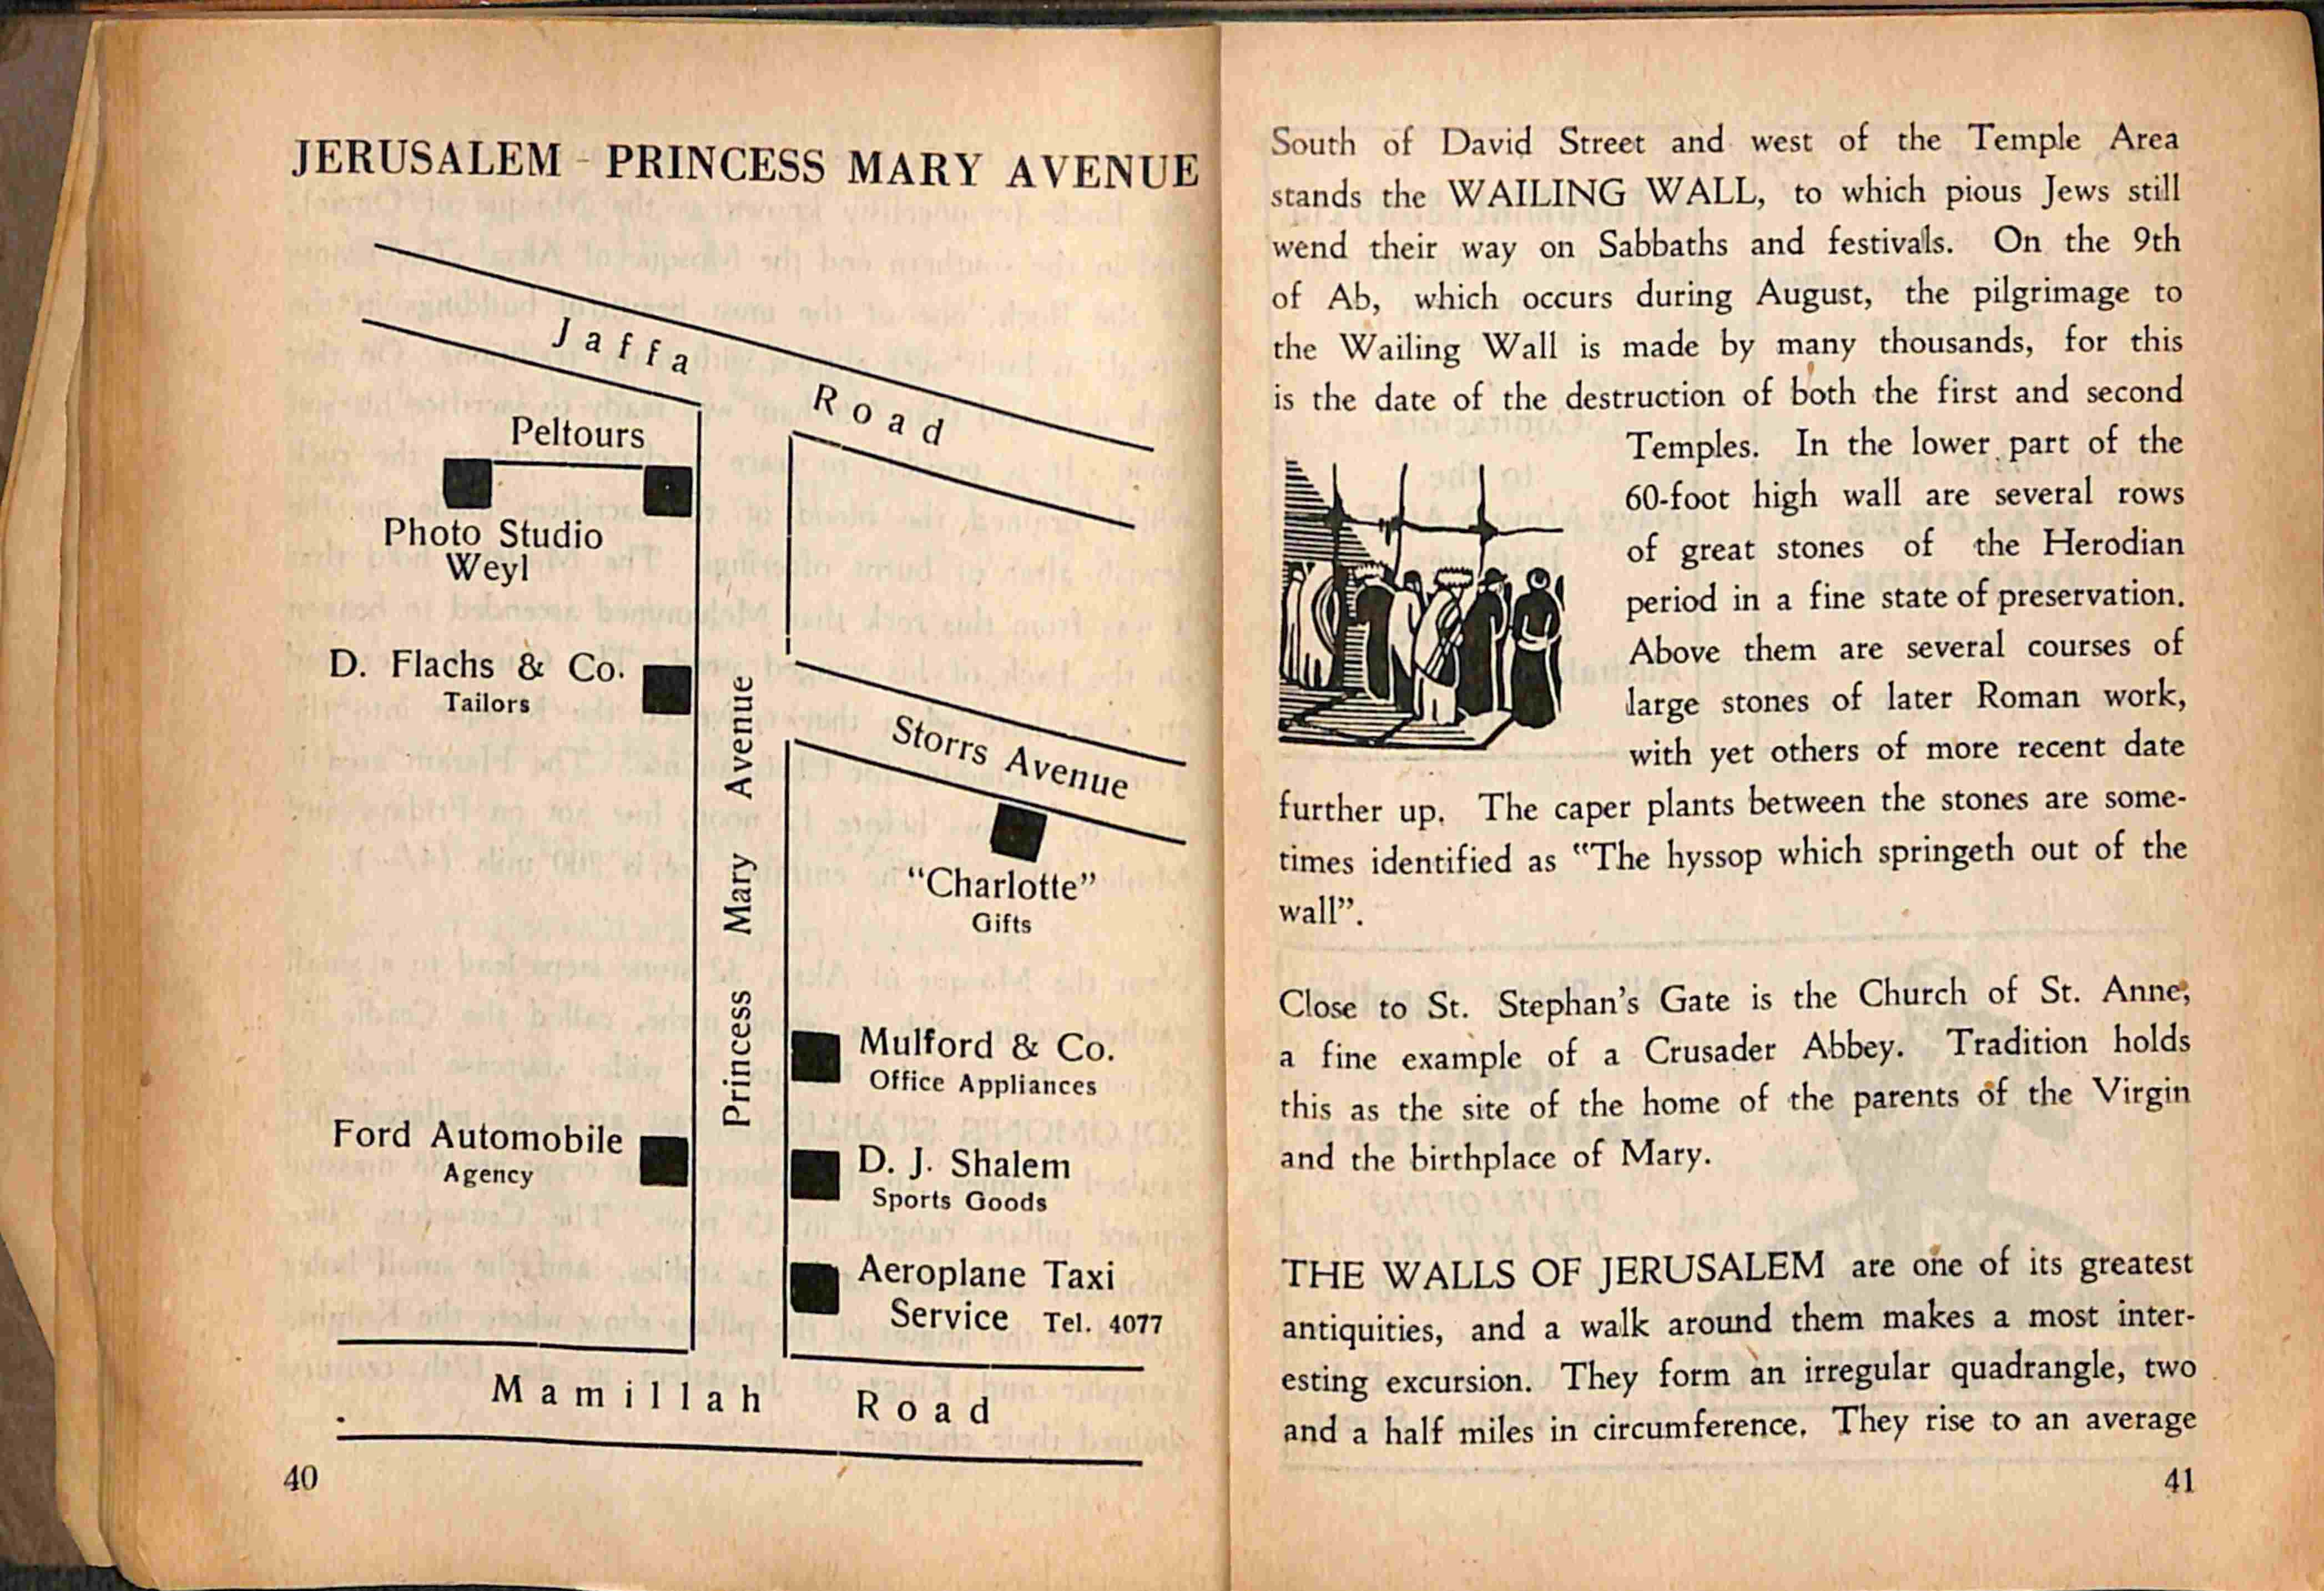 JERUSALEM - PRINCESS MARY AVENUE
Jaffa Road
Peltours
Photo Studio
Weyl
D. Flachs & Co.
Tailors
Princess Mary Avenue
Storrs Avenue
"Charlotte"
Gifts
Mulford & Co.
Office Appliances
Ford Automobile
Agency
D. J. Shalem
Sports Goods
Aeroplane Taxi
Service Tel. 4077
Mamillah Road
40
South of David Street and west of the Temple Area
stands the WAILING WALL, to which pious Jews still
wend their way on Sabbaths and festivals. On the 9th
of Ab, which occurs during August, the pilgrimage to
the Wailing Wall is made by many thousands, for this
is the date of the destruction of both the first and second
Temples. In the lower part of the
60-foot high wall are several rows
of great stones of the Herodian
period in a fine state of preservation.
Above them are several courses of
large stones of later Roman work,
with yet others of more recent date
further up. The caper plants between the stones are some-
times identified as "The hyssop which springeth out of the
wall".
Close to St. Stephan's Gate is the Church of St. Anne,
a fine example of a Crusader Abbey. Tradition holds
this as the site of the home of the parents of the Virgin
and the birthplace of Mary.
THE WALLS OF JERUSALEM are one of its greatest
antiquities, and a walk around them makes a most inter-
esting excursion. They form an irregular quadrangle, two
and a half miles in circumference. They rise to an average
41